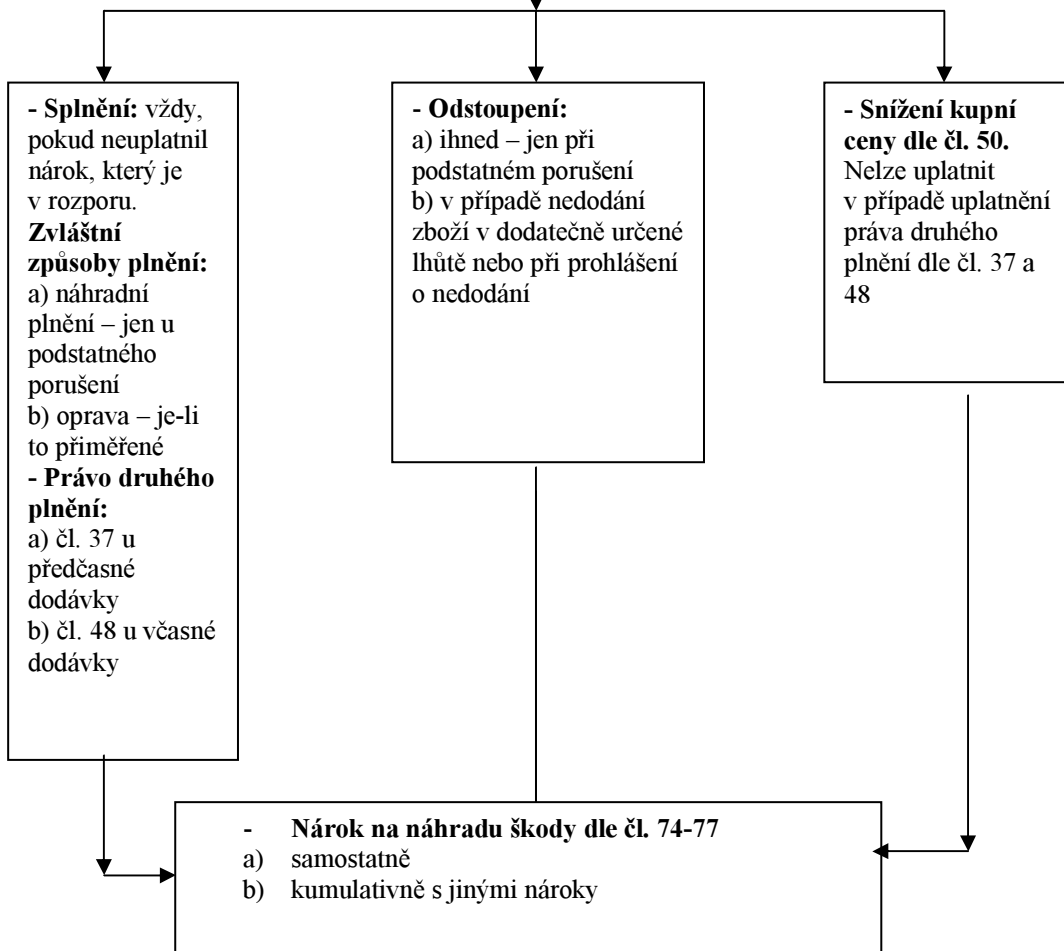 - Splnění: vždy,
pokud neuplatnil
nárok, který je
v rozporu.
Zvláštní
způsoby plnění:
a) náhradní
plnění – jen u
podstatného
porušení
b) oprava – je-li
to přiměřené
- Právo druhého
plnění:
a) čl. 37 u
předčasné
dodávky
b) čl. 48 u včasné
dodávky
- Odstoupení:
a) ihned – jen při
podstatném porušení
b) v případě nedodání
zboží v dodatečně určené
lhůtě nebo při prohlášení
o nedodání
- Snížení kupní
ceny dle čl. 50.
Nelze uplatnit
v případě uplatnění
práva druhého
plnění dle čl. 37 a
48
- Nárok na náhradu škody dle čl. 74-77
a) samostatně
b) kumulativně s jinými nároky